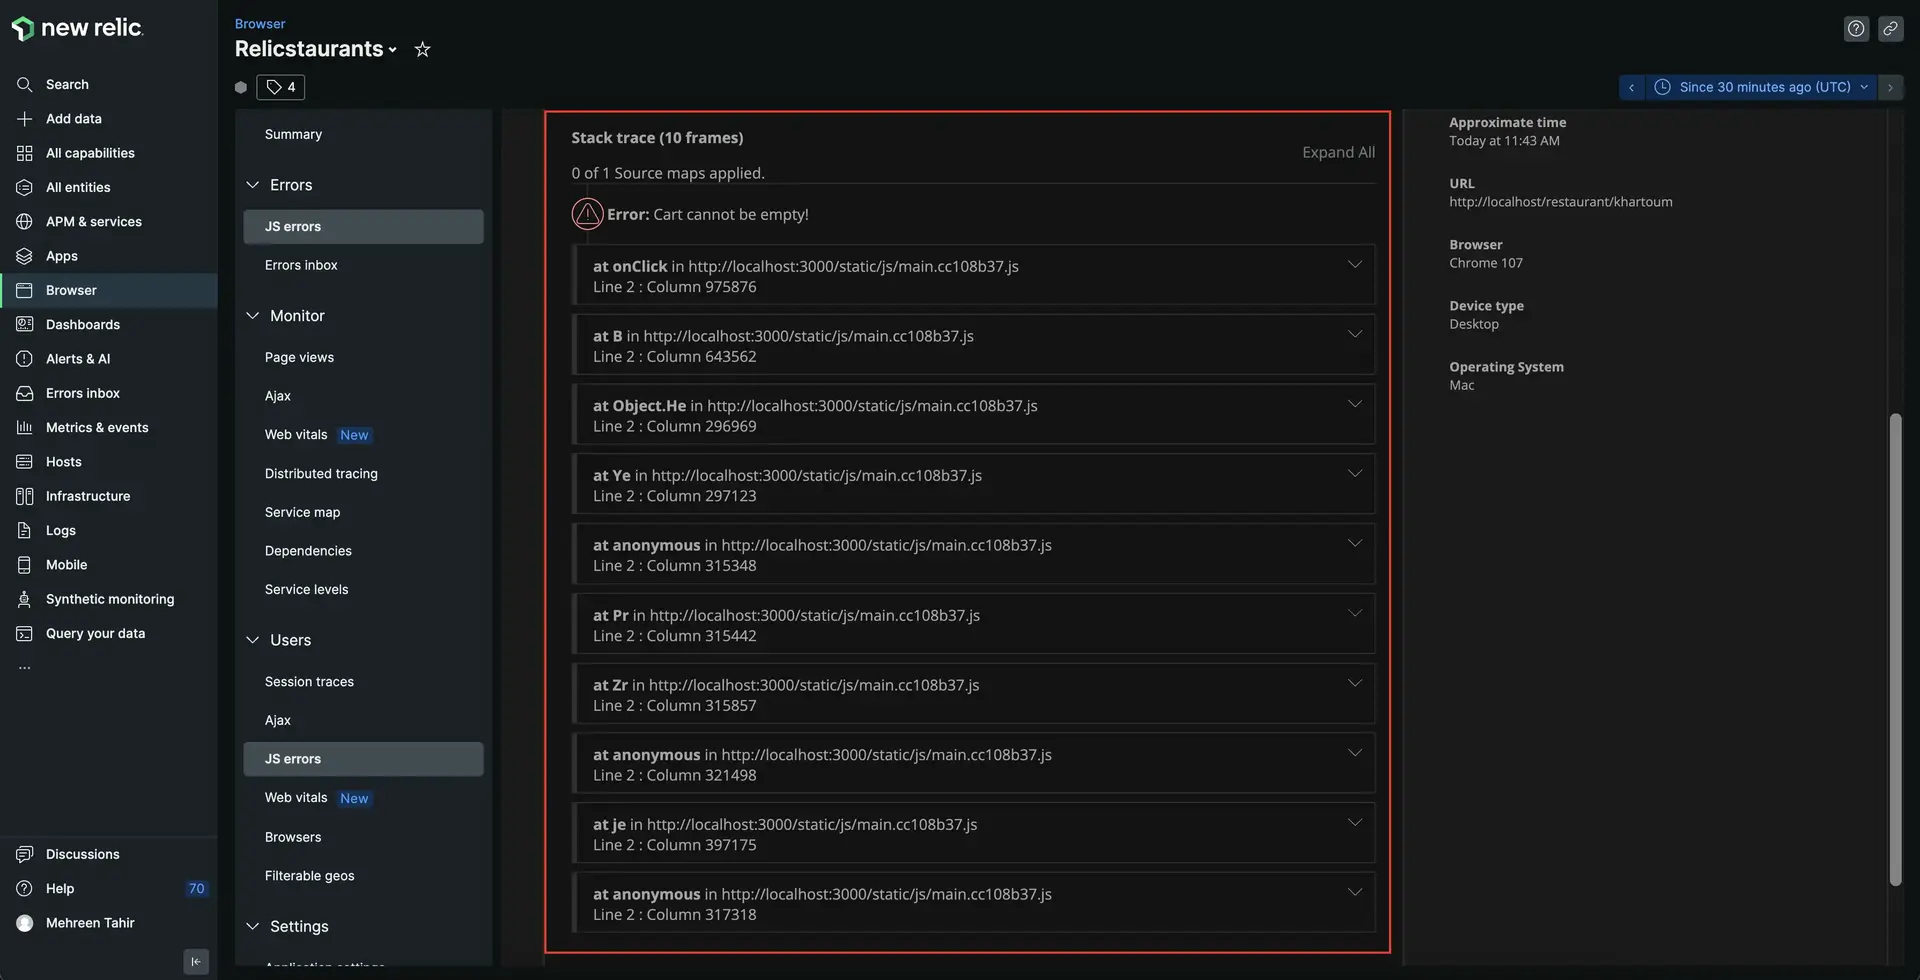 new relic.
Search
Add data
All capabilities
All entities
APM & services
Apps
Browser
Dashboards
Alerts & AI
Errors inbox
Metrics & events
Hosts
Infrastructure
Logs
Mobile
Synthetic monitoring
Query your data
...
Discussions
Help 70
Mehreen Tahir
Browser
Relicstaurants
4
Since 30 minutes ago (UTC)
Summary
Errors
JS errors
Errors inbox
Monitor
Page views
Ajax
Web vitals New
Distributed tracing
Service map
Dependencies
Service levels
Users
Session traces
Ajax
JS errors
Web vitals New
Browsers
Filterable geos
Settings
Application settings
Stack trace (10 frames)
Expand All
0 of 1 Source maps applied.
Error: Cart cannot be empty!
at onClick in http://localhost:3000/static/js/main.cc108b37.js
Line 2 : Column 975876
at B in http://localhost:3000/static/js/main.cc108b37.js
Line 2 : Column 643562
at Object.He in http://localhost:3000/static/js/main.cc108b37.js
Line 2 : Column 296969
at Ye in http://localhost:3000/static/js/main.cc108b37.js
Line 2 : Column 297123
at anonymous in http://localhost:3000/static/js/main.cc108b37.js
Line 2 : Column 315348
at Pr in http://localhost:3000/static/js/main.cc108b37.js
Line 2 : Column 315442
at Zr in http://localhost:3000/static/js/main.cc108b37.js
Line 2 : Column 315857
at anonymous in http://localhost:3000/static/js/main.cc108b37.js
Line 2 : Column 321498
at je in http://localhost:3000/static/js/main.cc108b37.js
Line 2 : Column 397175
at anonymous in http://localhost:3000/static/js/main.cc108b37.js
Line 2 : Column 317318
Approximate time
Today at 11:43 AM
URL
http://localhost/restaurant/khartoum
Browser
Chrome 107
Device type
Desktop
Operating System
Mac